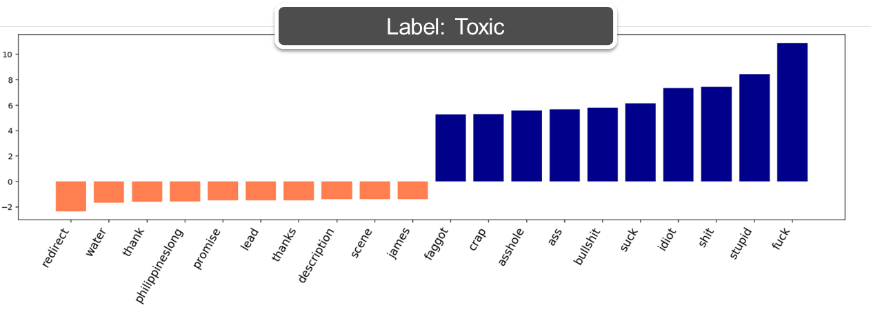 Label: Toxic
10
8
6
4
2
0
−2
redirect
water
thank
philippineslong
promise
lead
thanks
description
scene
james
faggot
crap
asshole
ass
bullshit
suck
idiot
shit
stupid
fuck